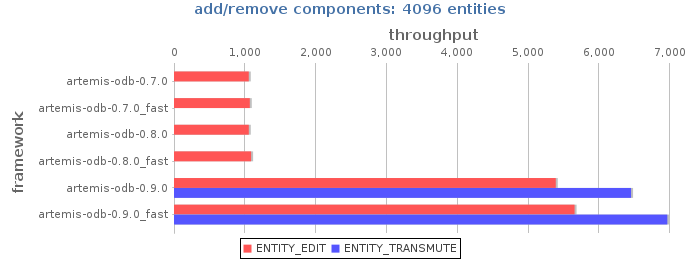 add/remove components: 4096 entities
throughput
0 1,000 2,000 3,000 4,000 5,000 6,000 7,000
framework
artemis-odb-0.7.0
artemis-odb-0.7.0_fast
artemis-odb-0.8.0
artemis-odb-0.8.0_fast
artemis-odb-0.9.0
artemis-odb-0.9.0_fast
ENTITY_EDIT ENTITY_TRANSMUTE